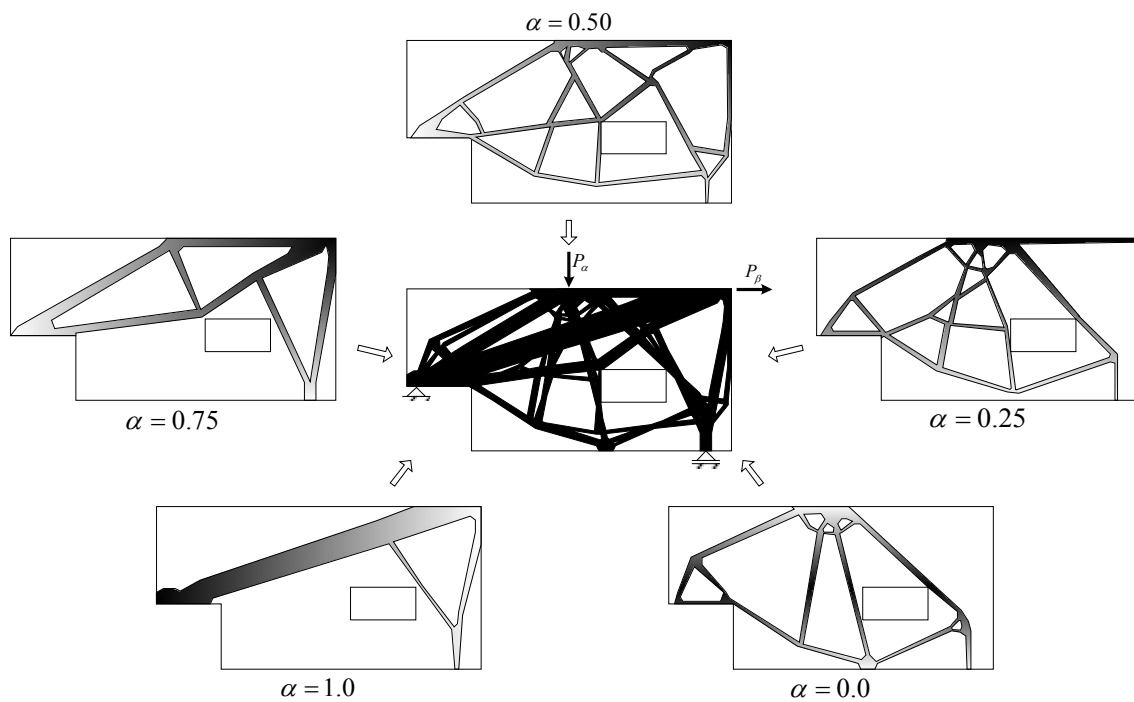 α = 0.50
P_α
P_β
α = 0.75
α = 0.25
α = 1.0
α = 0.0